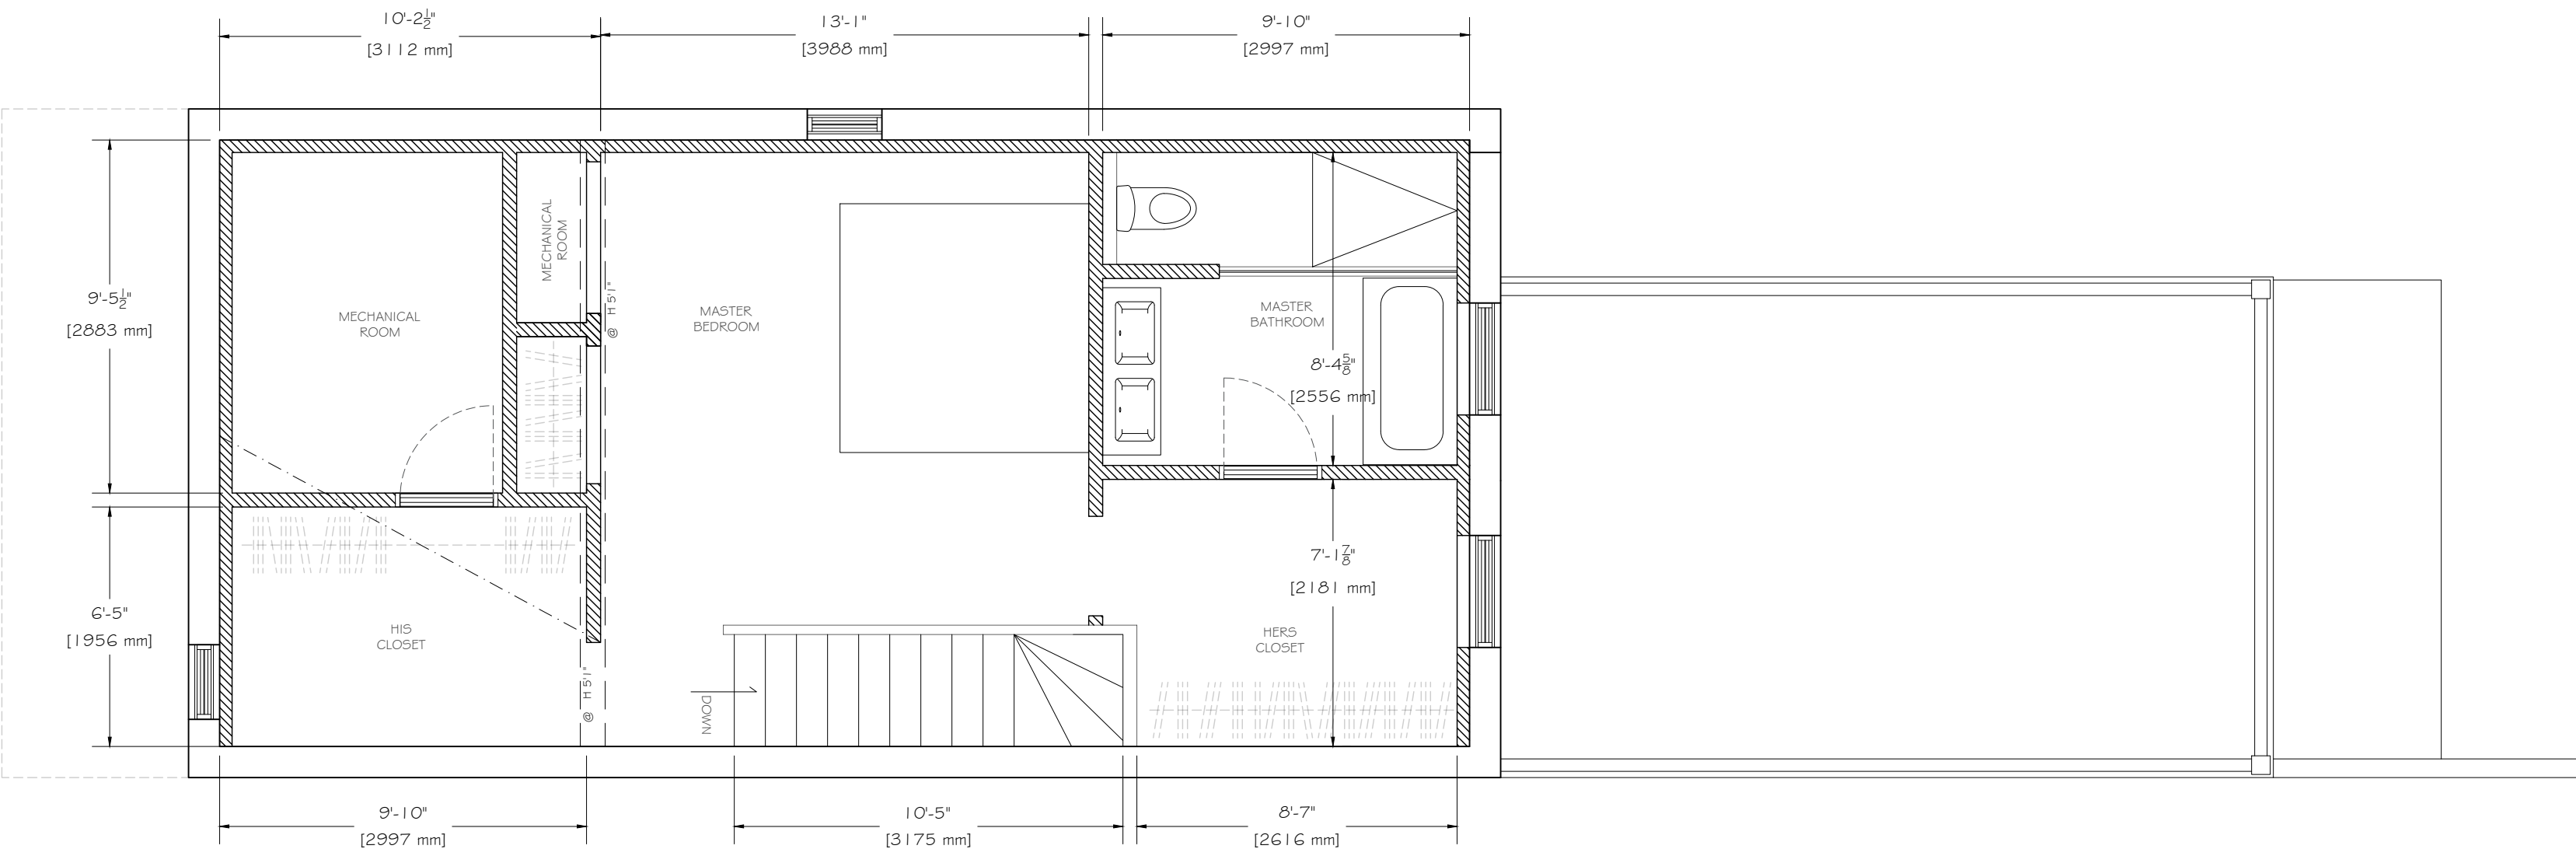 10'-2½"
[3112 mm]
13'-1"
[3988 mm]
9'-10"
[2997 mm]
9'-5½"
[2883 mm]
6'-5"
[1956 mm]
MECHANICAL
ROOM
MECHANICAL
ROOM
@ H 5'1"
MASTER
BEDROOM
MASTER
BATHROOM
8'-4⅝"
[2556 mm]
7'-1⅞"
[2181 mm]
HIS
CLOSET
@ H 5'1"
DOWN
HERS
CLOSET
9'-10"
[2997 mm]
10'-5"
[3175 mm]
8'-7"
[2616 mm]